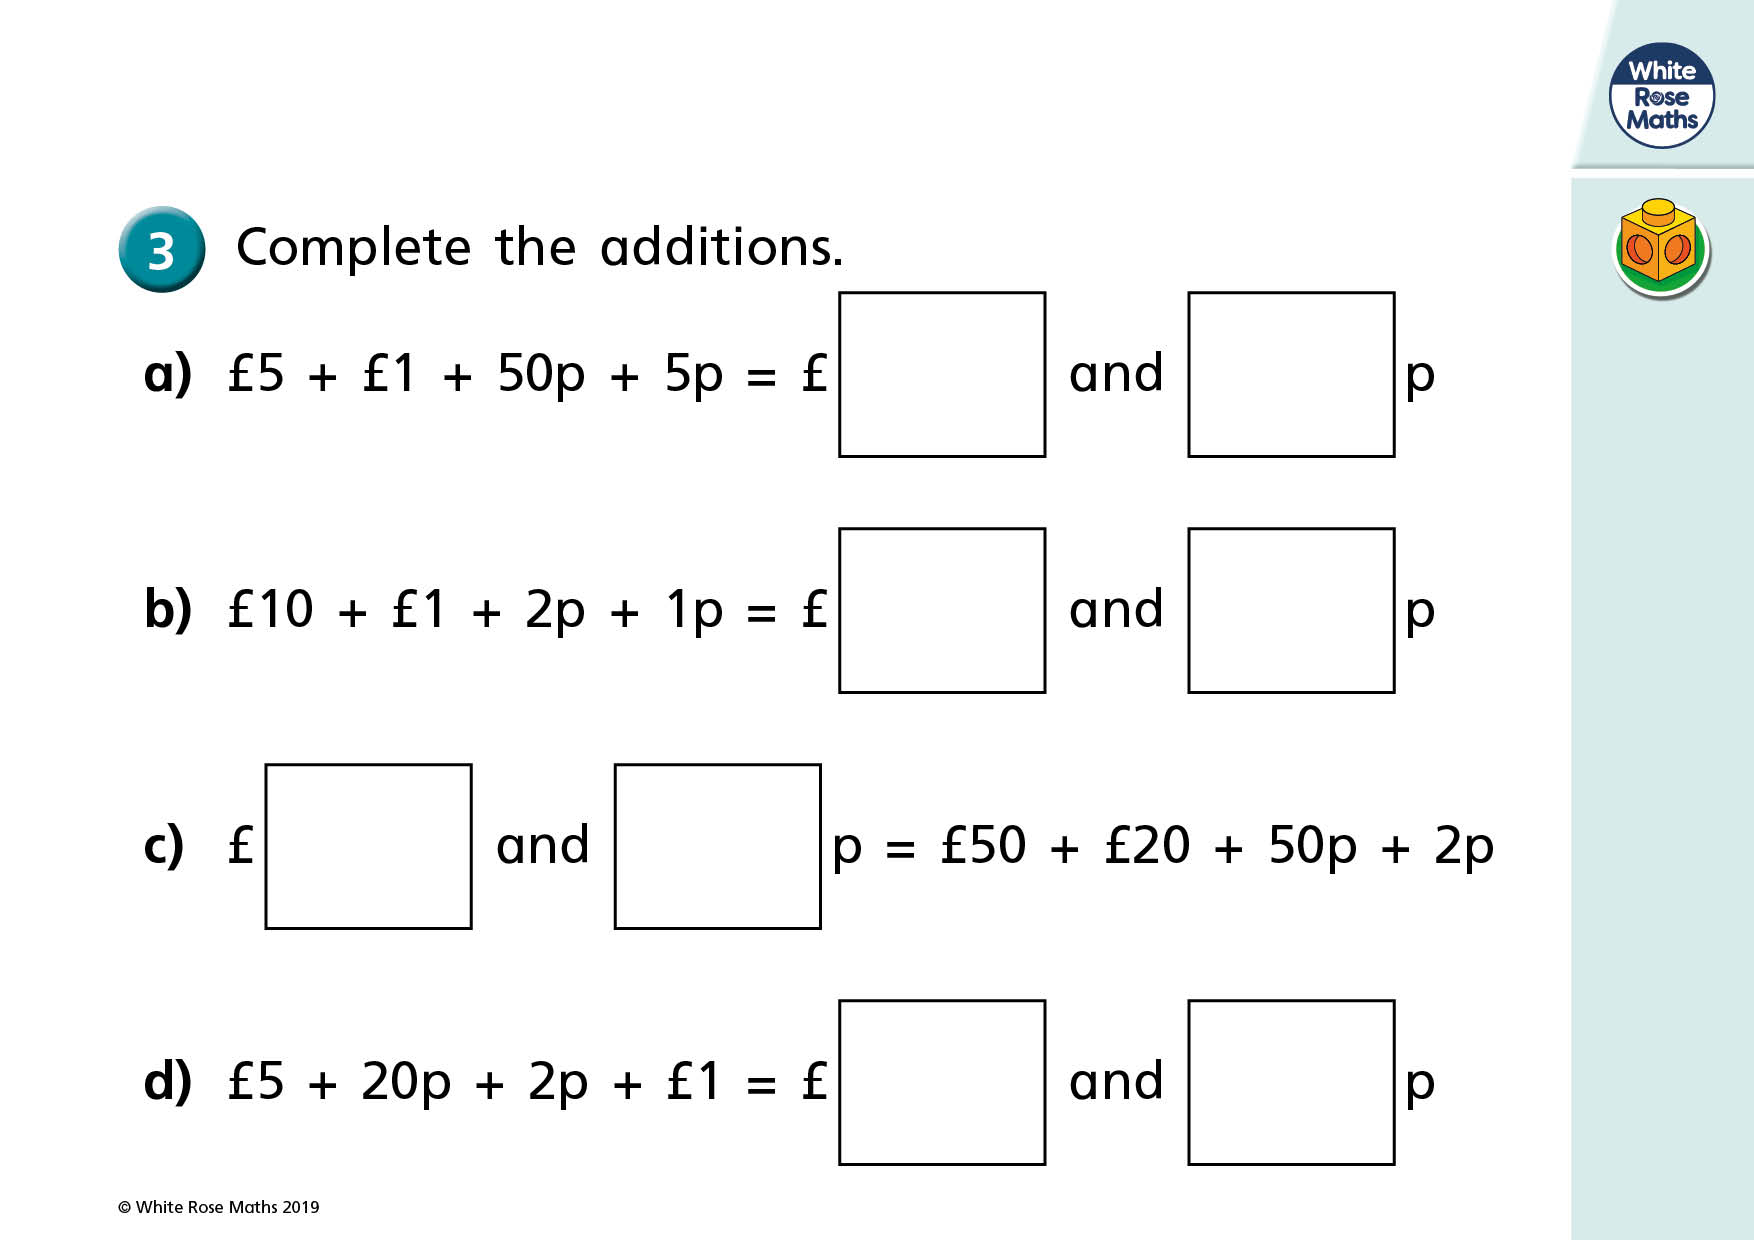 White
Rose
Maths
3 Complete the additions.
a) £5 + £1 + 50p + 5p = £ and p
b) £10 + £1 + 2p + 1p = £ and p
c) £ and p = £50 + £20 + 50p + 2p
d) £5 + 20p + 2p + £1 = £ and p
© White Rose Maths 2019